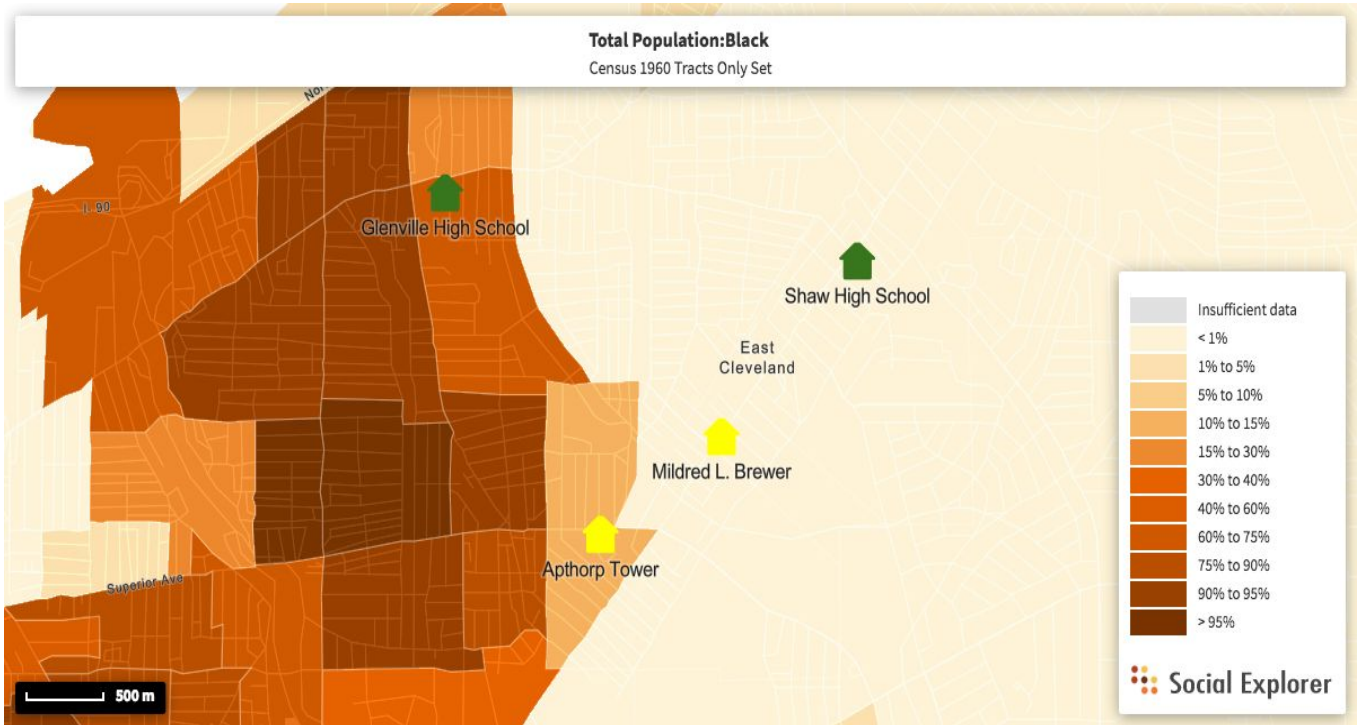 Total Population:Black
Census 1960 Tracts Only Set
I- 90
Glenville High School
Shaw High School
East
Cleveland
Mildred L. Brewer
Apthorp Tower
Superior Ave
500 m
Insufficient data
< 1%
1% to 5%
5% to 10%
10% to 15%
15% to 30%
30% to 40%
40% to 60%
60% to 75%
75% to 90%
90% to 95%
> 95%
Social Explorer